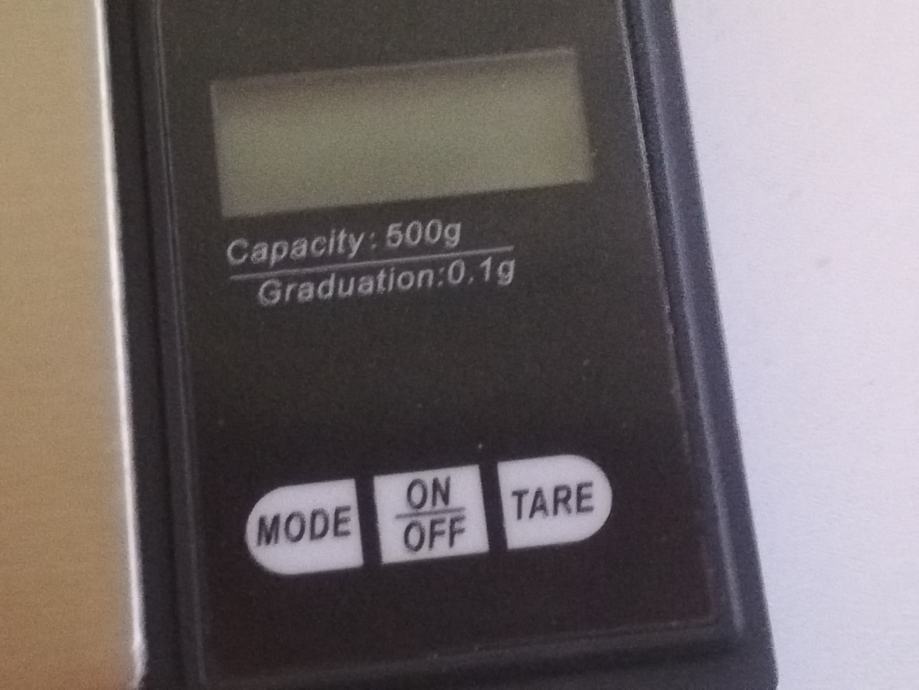 Capacity: 500g
Graduation:0.1g
MODE
ON
OFF
TARE